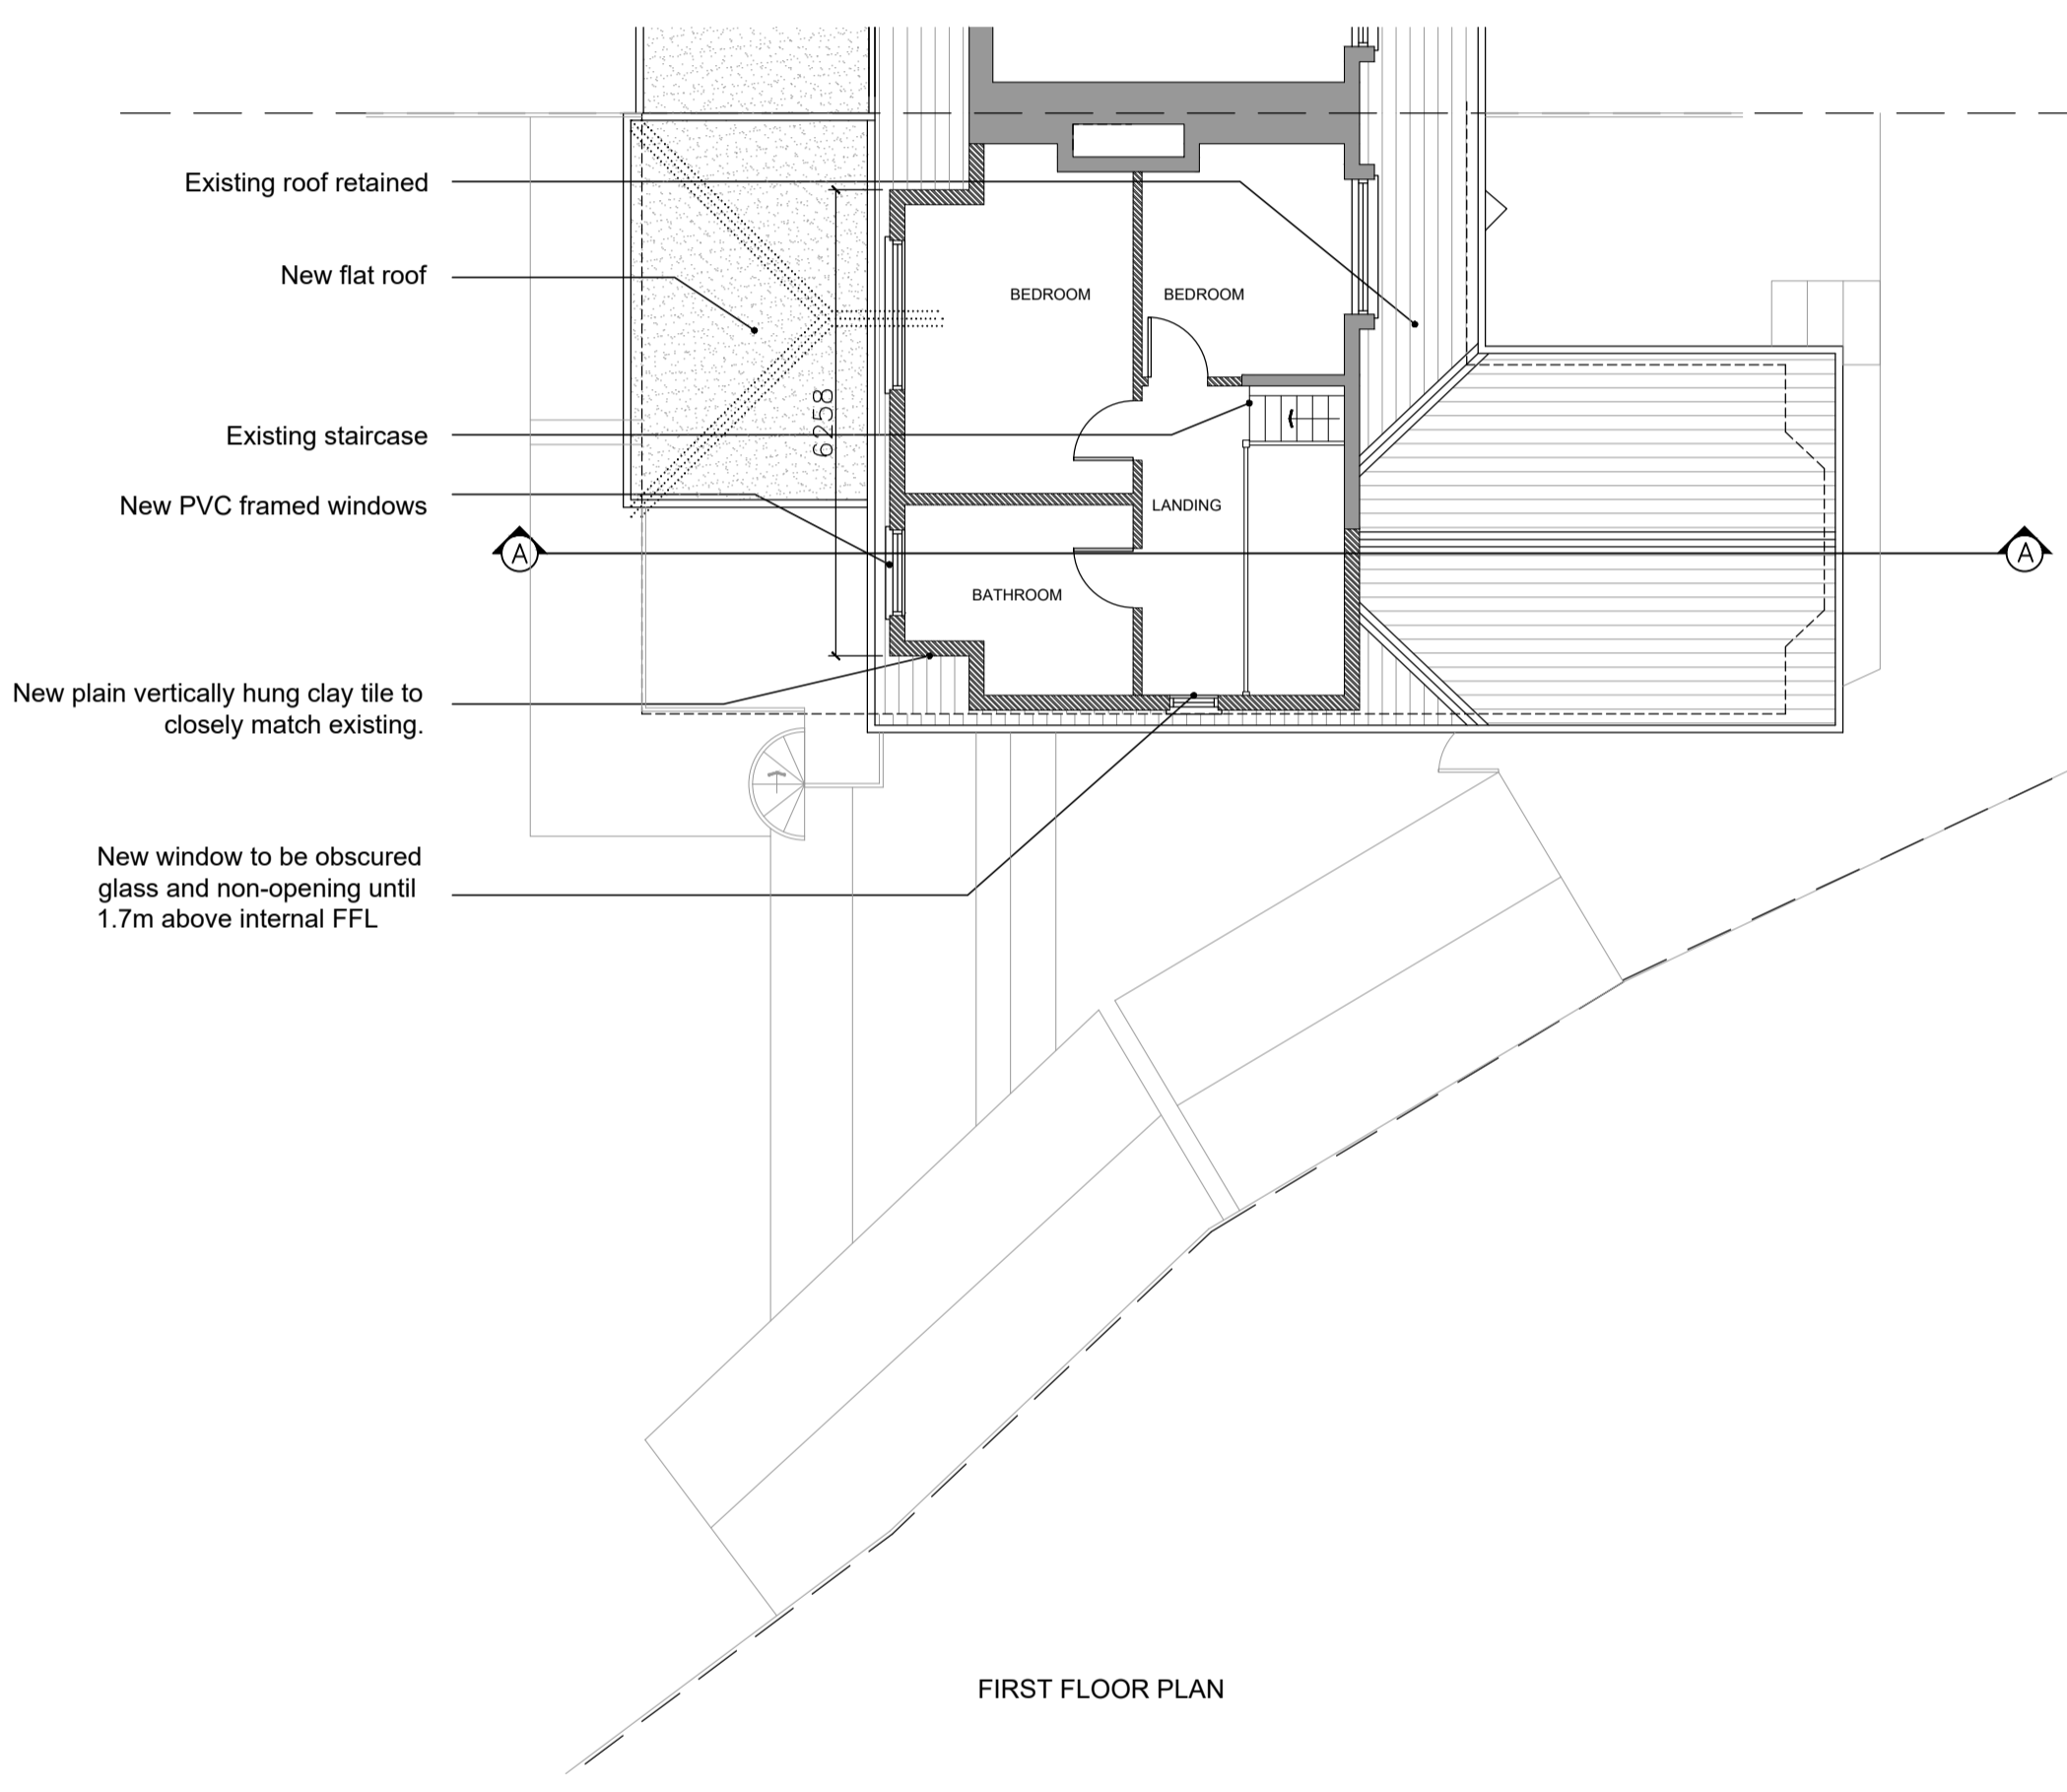 Existing roof retained
New flat roof
BEDROOM
BEDROOM
6258
Existing staircase
New PVC framed windows
LANDING
A
A
BATHROOM
New plain vertically hung clay tile to
closely match existing.
New window to be obscured
glass and non-opening until
1.7m above internal FFL
FIRST FLOOR PLAN